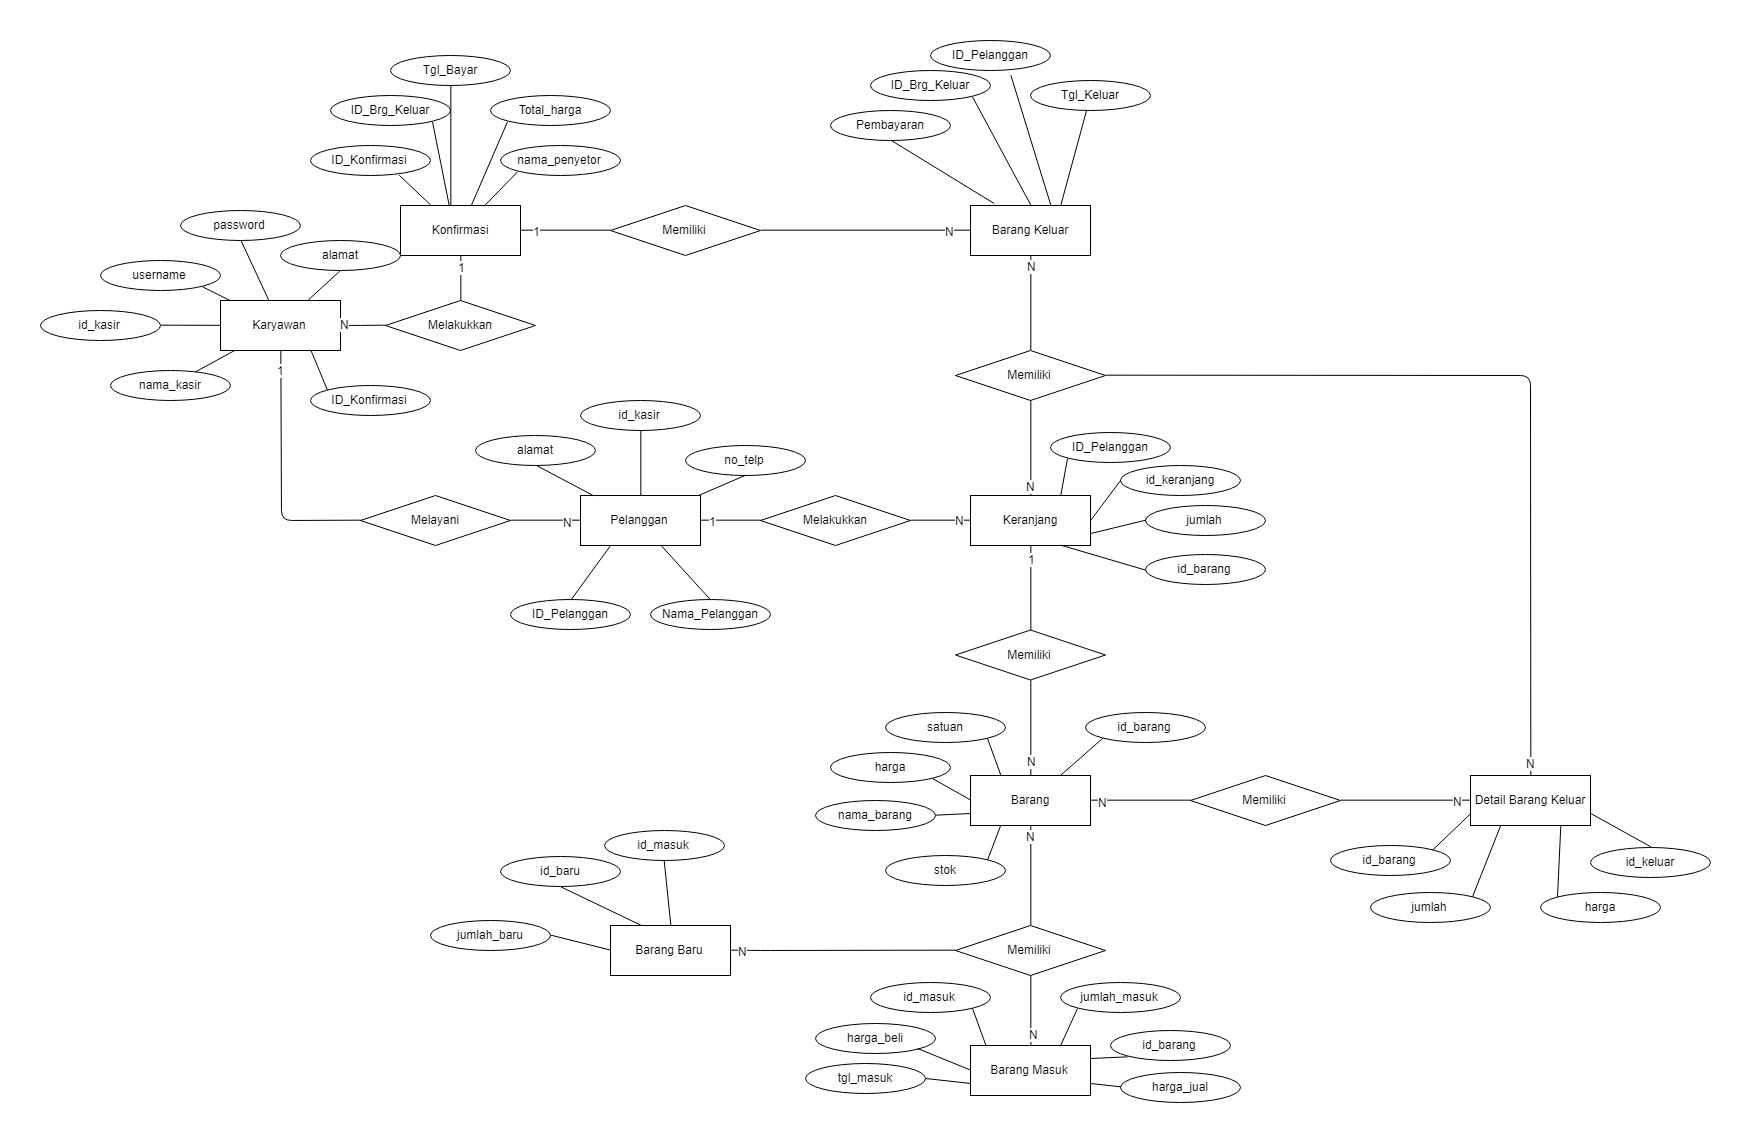 ID_Pelanggan
Tgl_Bayar
ID_Brg_Keluar
Tgl_Keluar
ID_Brg_Keluar
Total_harga
Pembayaran
ID_Konfirmasi
nama_penyetor
password
Konfirmasi
1
Memiliki
N
Barang Keluar
alamat
1
N
username
id_kasir
Karyawan
N
Melakukkan
1
Memiliki
nama_kasir
ID_Konfirmasi
id_kasir
alamat
no_telp
ID_Pelanggan
id_keranjang
N
Melayani
N
Pelanggan
1
Melakukkan
N
Keranjang
jumlah
1
id_barang
ID_Pelanggan
Nama_Pelanggan
Memiliki
satuan
id_barang
N
N
harga
Barang
N
Memiliki
N
Detail Barang Keluar
nama_barang
N
id_masuk
id_baru
stok
id_barang
id_keluar
jumlah
harga
jumlah_baru
Barang Baru
N
Memiliki
id_masuk
jumlah_masuk
N
harga_beli
id_barang
Barang Masuk
tgl_masuk
harga_jual